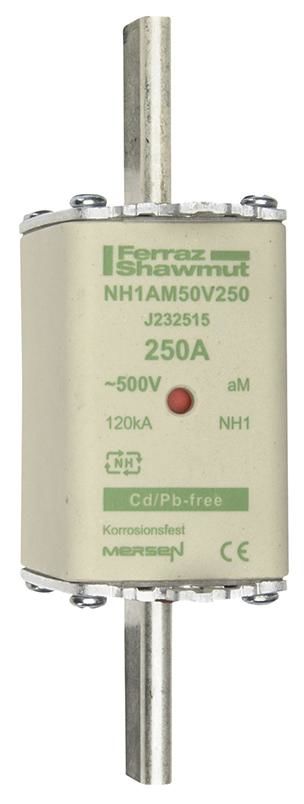 Ferraz
Shawmut
NH1AM50V250
J232515
250A
~500V aM
120kA NH1
NH
Cd/Pb-free
Korrosionsfest
MERSEN CE